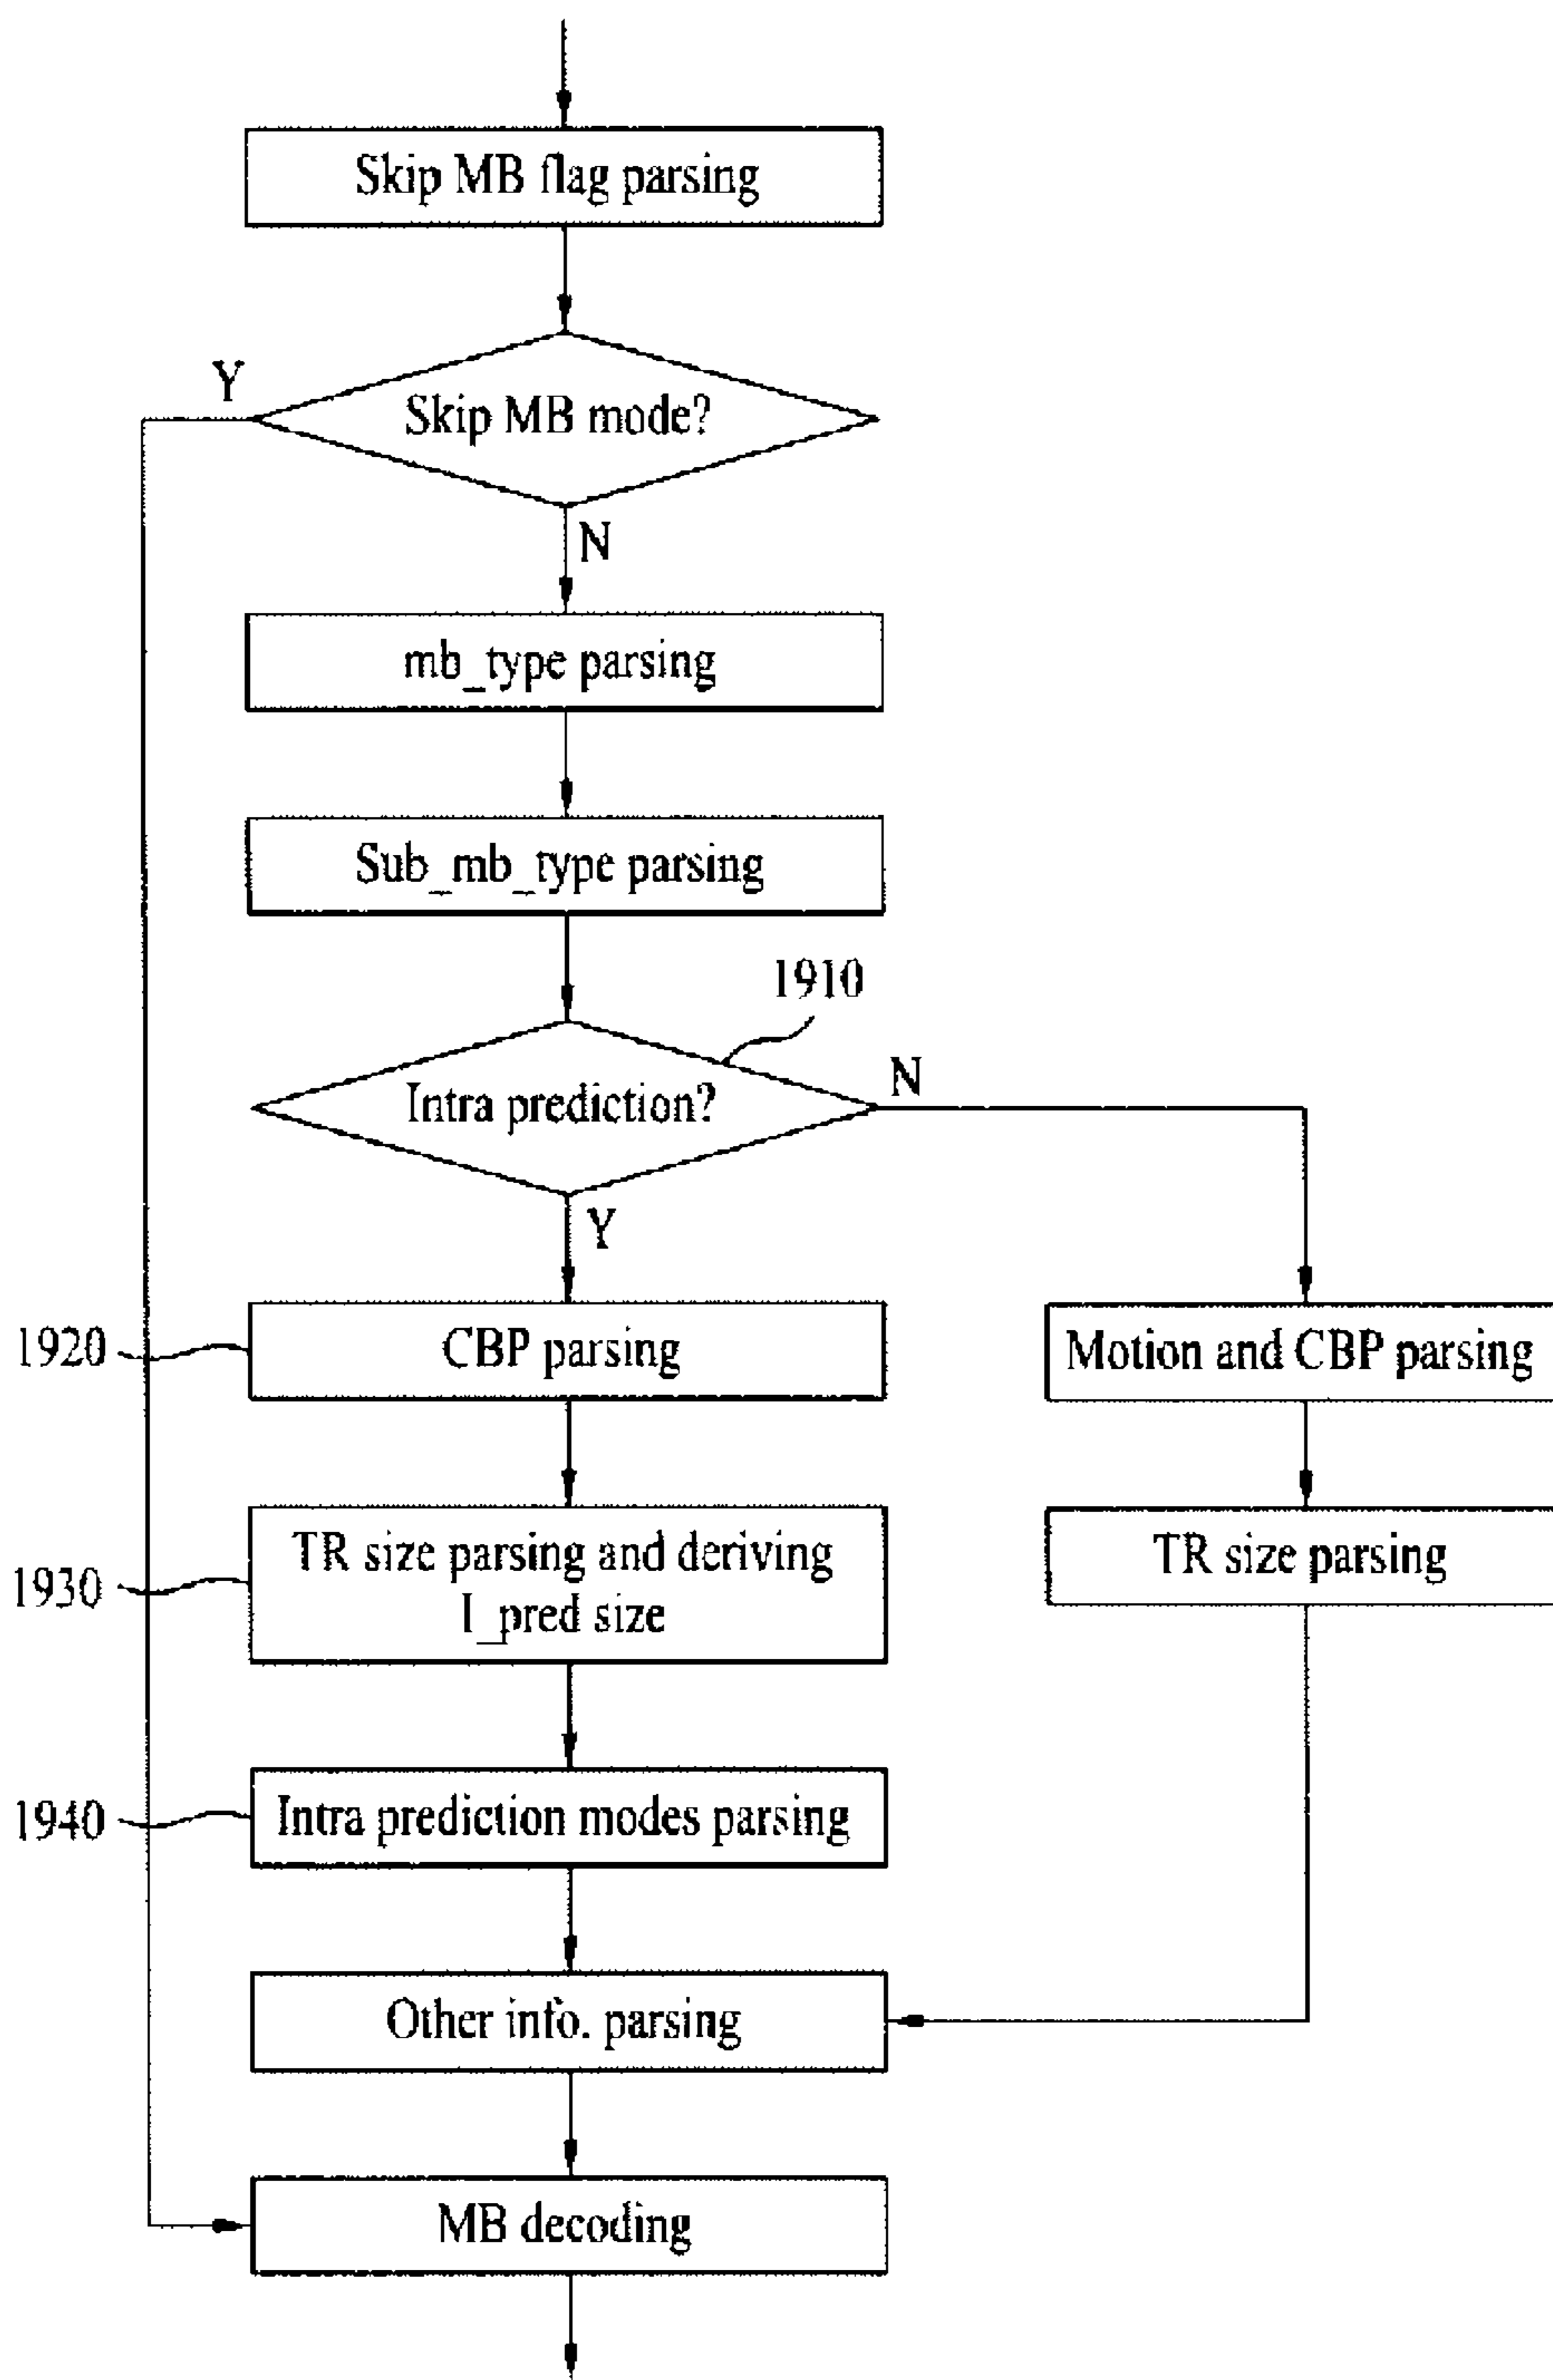 Skip MB flag parsing
Y
Skip MB mode?
N
mb_type parsing
Sub_mb_type parsing
1910
Intra prediction?
N
Y
1920
CBP parsing
Motion and CBP parsing
1930
TR size parsing and deriving
I_pred size
TR size parsing
1940
Intra prediction modes parsing
Other info. parsing
MB decoding